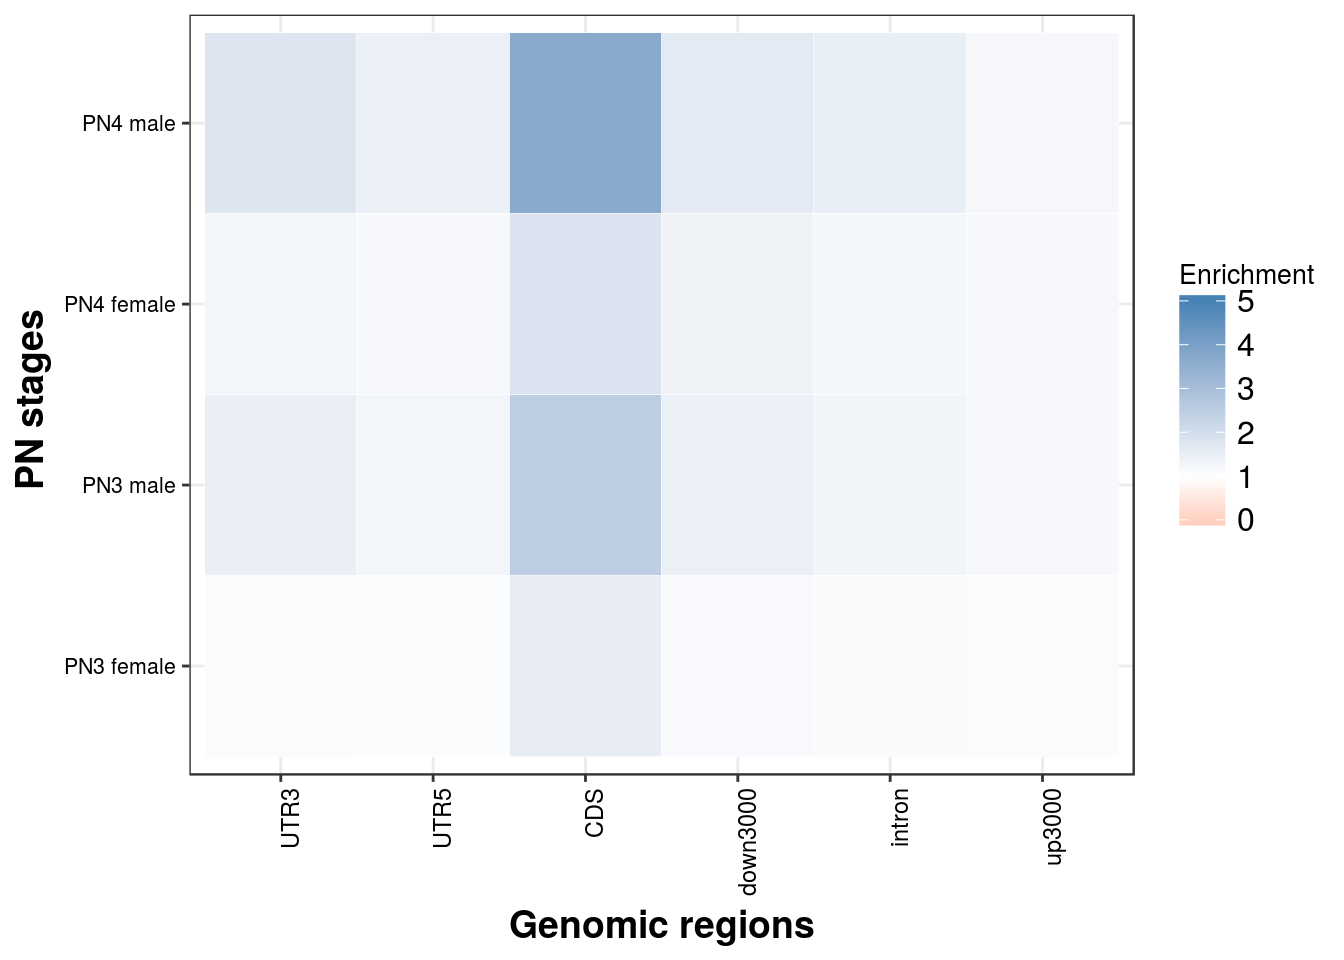 PN4 male
PN4 female
PN3 male
PN3 female
PN stages
UTR3
UTR5
CDS
down3000
intron
up3000
Genomic regions
Enrichment
5
4
3
2
1
0